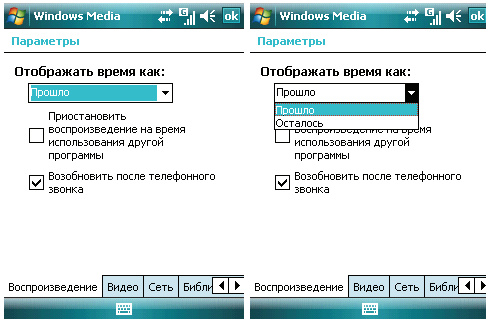 Windows Media
G
ok
Параметры
Отображать время как:
Прошло
Приостановить
воспроизведение на время
использования другой
программы
Возобновить после телефонного
звонка
Воспроизведение Видео Сеть Библи
Windows Media
G
ok
Параметры
Отображать время как:
Прошло
Прошло
Осталось
воспроизведение на время
использования другой
программы
Возобновить после телефонного
звонка
Воспроизведение Видео Сеть Библи